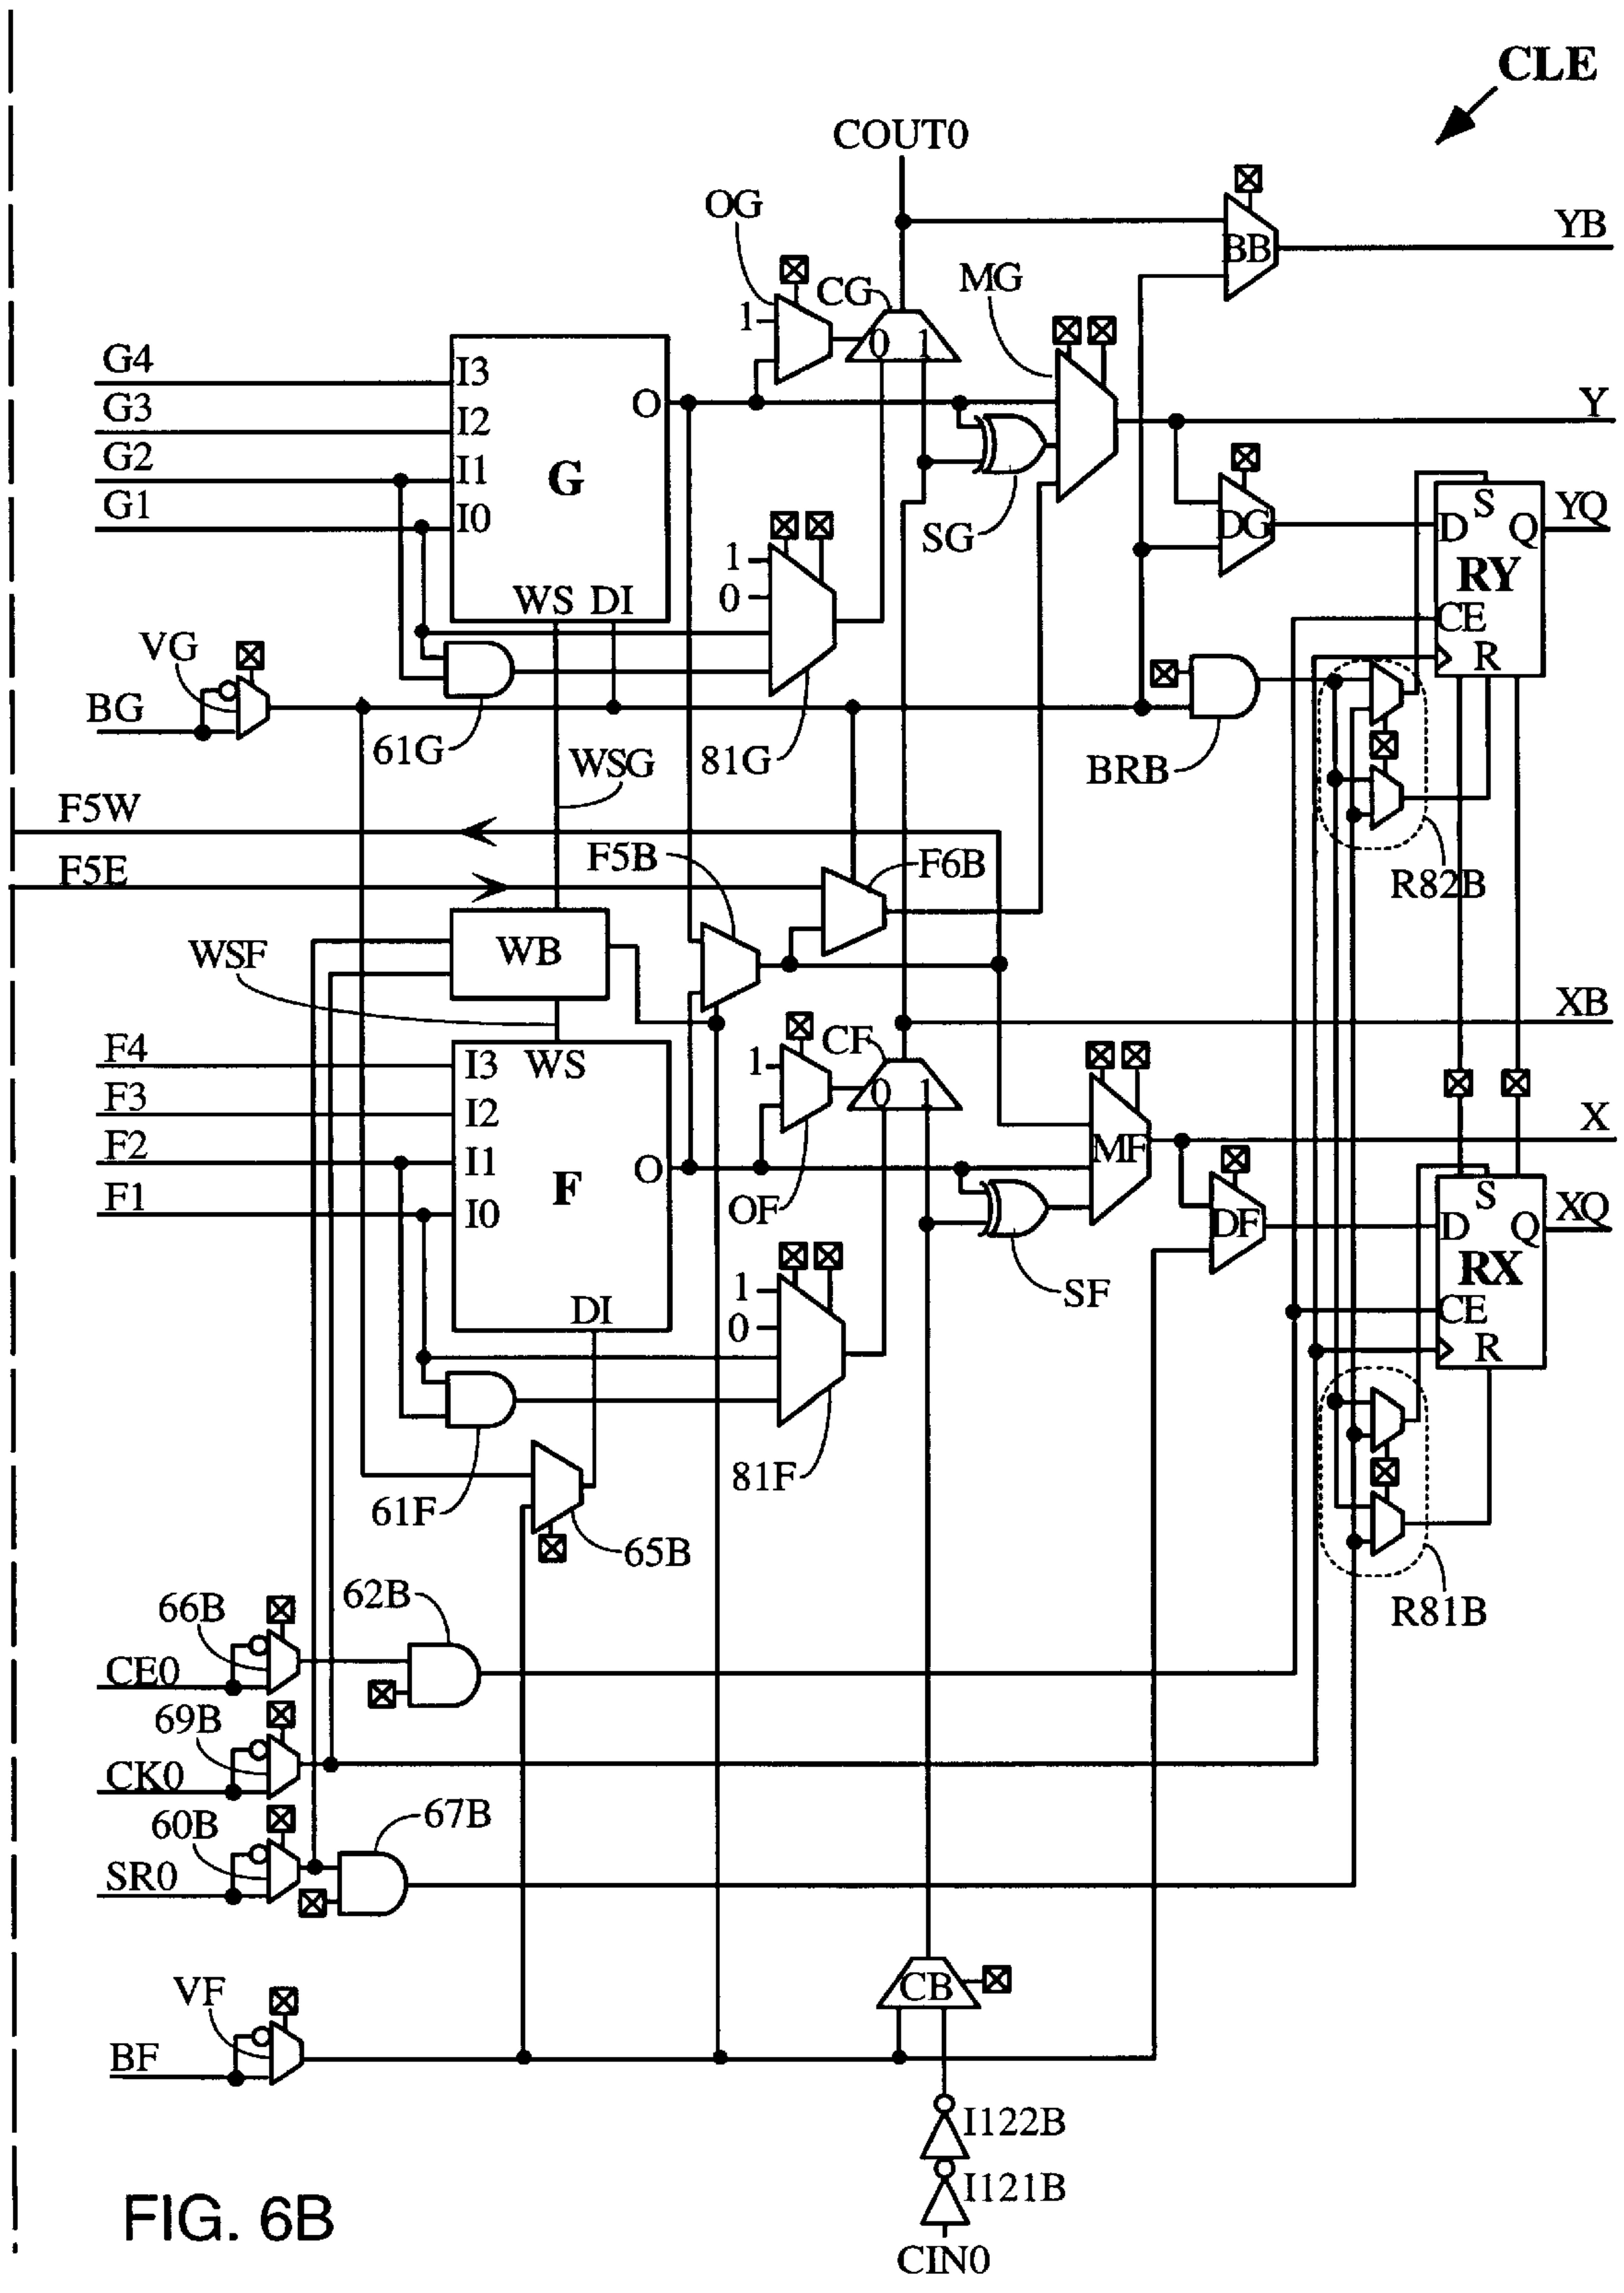 CLE
COUT0
OG
CG
MG
BB
YB
1
0 1
G4
G3
G2
G1
I3
I2
I1
I0
O
G
WS DI
SG
Y
DG
S
D
Q
RY
CE
R
YQ
1
0
VG
BG
61G
WSG
81G
BRB
R82B
F5W
F5E
F5B
F6B
WSF
WB
XB
F4
F3
F2
F1
I3
I2
I1
I0
WS
O
F
DI
1
CF
0 1
OF
MF
X
SF
DF
S
D
Q
RX
CE
R
XQ
1
0
61F
81F
65B
R81B
62B
66B
CE0
69B
CK0
60B
67B
SR0
VF
BF
CB
I122B
I121B
CIN0
FIG. 6B